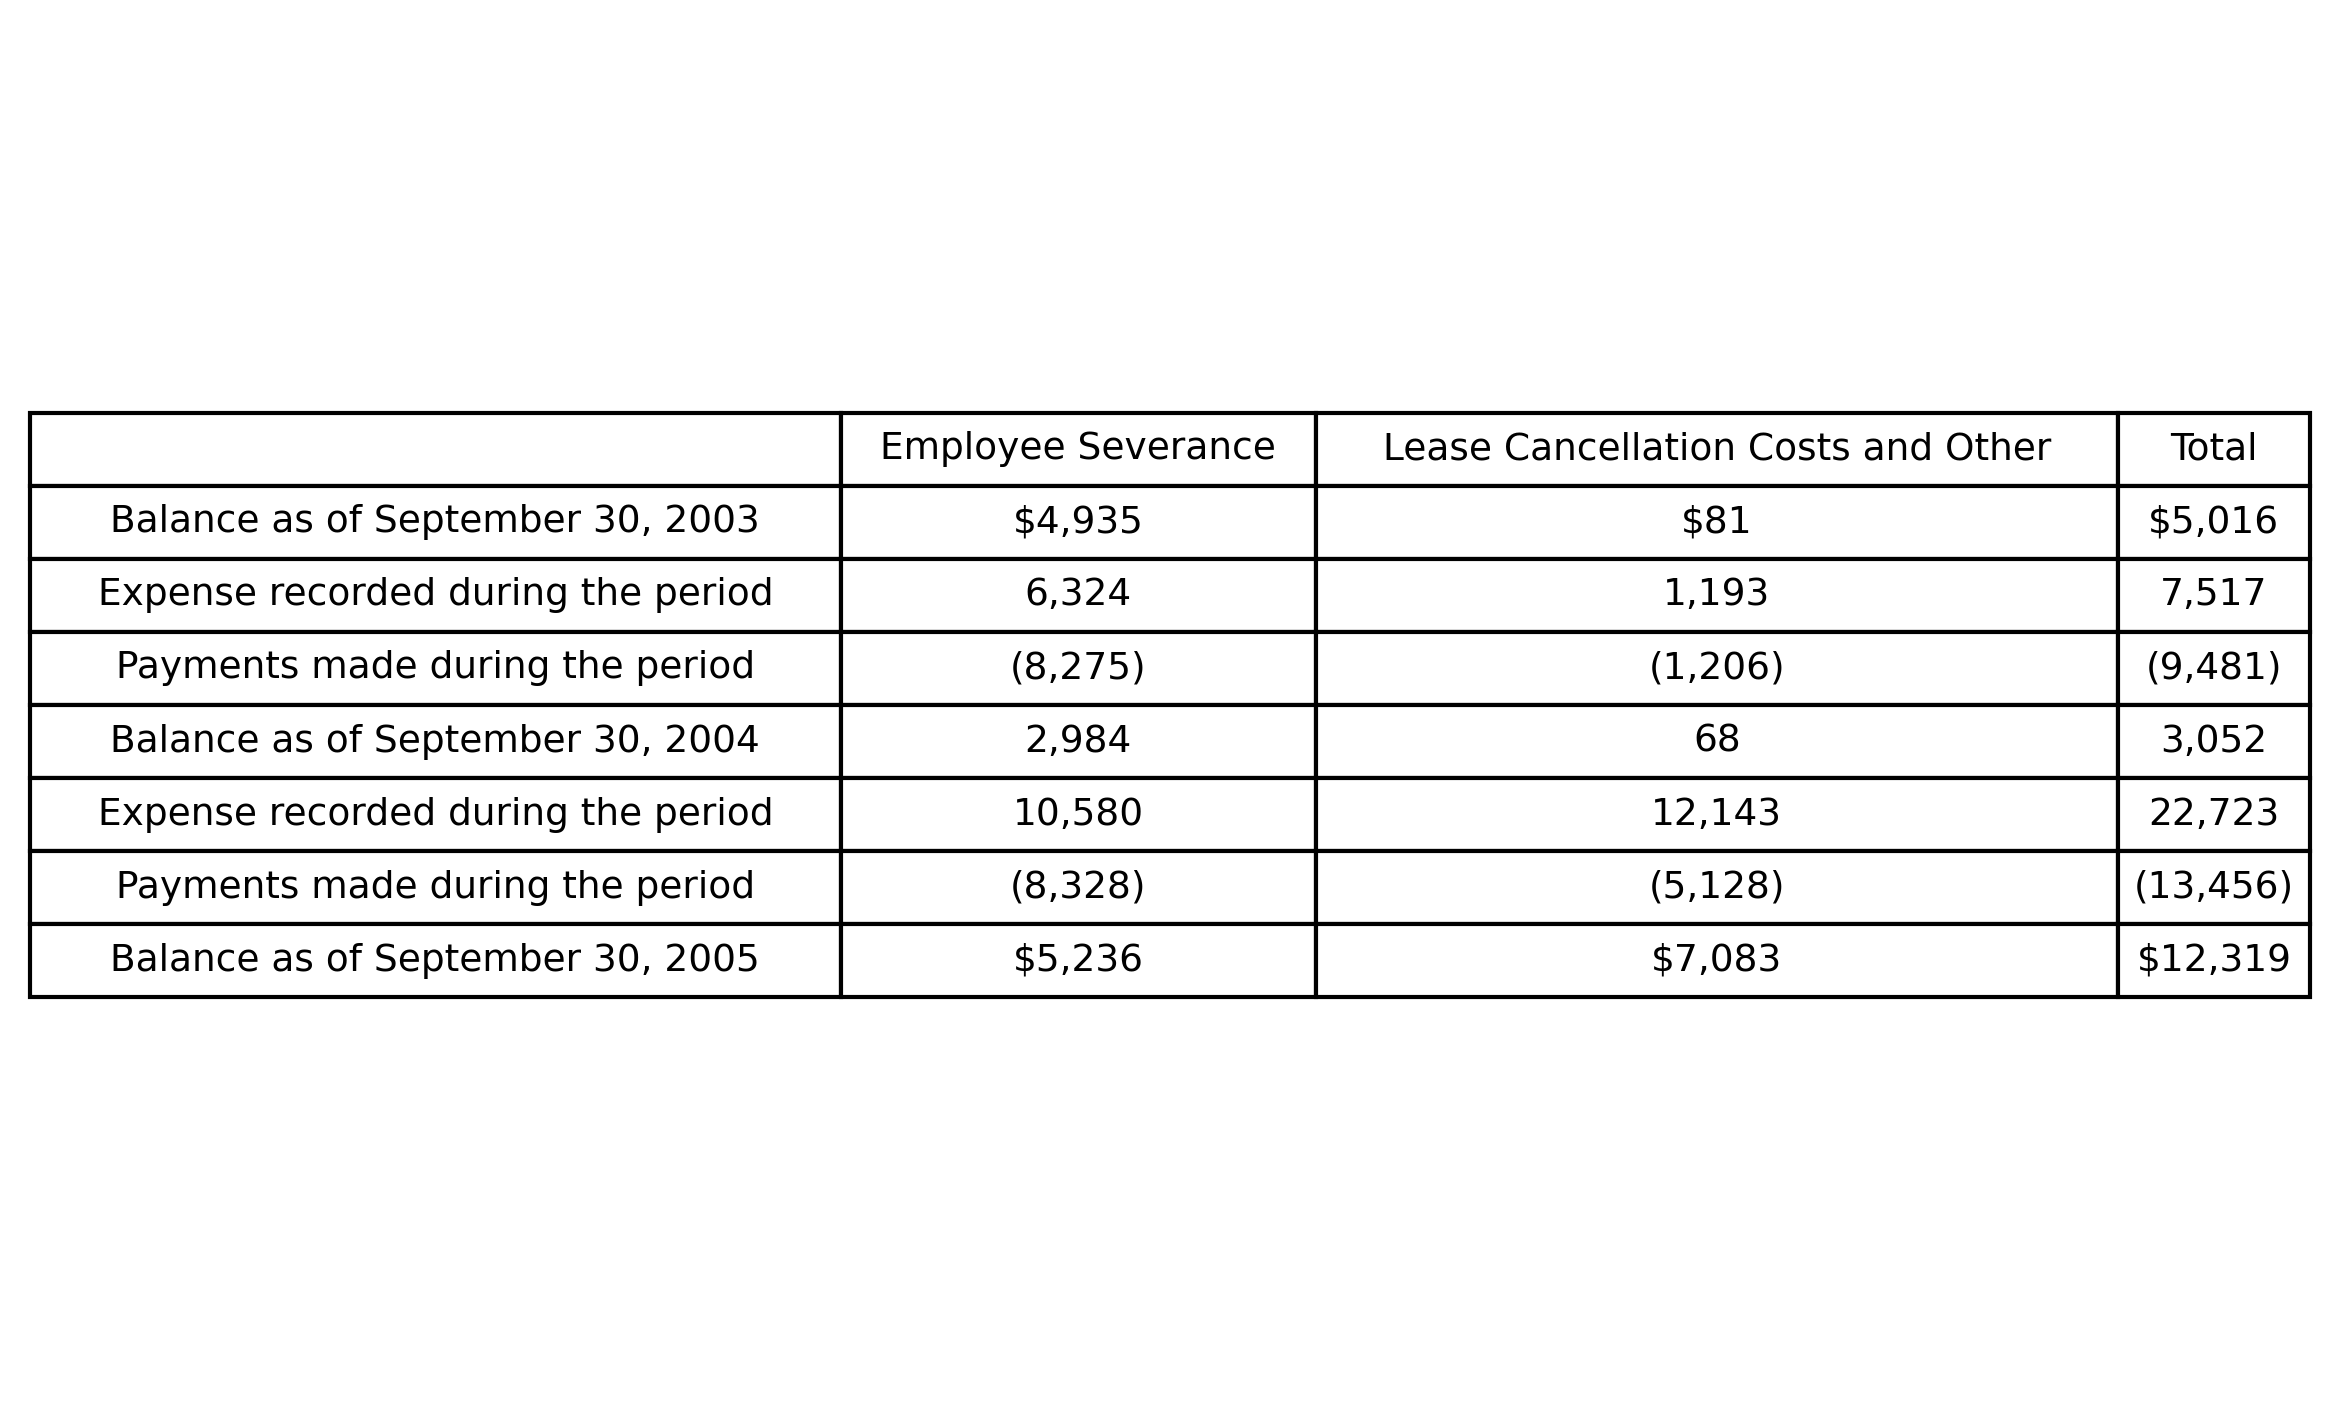 Employee Severance Lease Cancellation Costs and Other Total
Balance as of September 30, 2003 $4,935 $81 $5,016
Expense recorded during the period 6,324 1,193 7,517
Payments made during the period (8,275) (1,206) (9,481)
Balance as of September 30, 2004 2,984 68 3,052
Expense recorded during the period 10,580 12,143 22,723
Payments made during the period (8,328) (5,128) (13,456)
Balance as of September 30, 2005 $5,236 $7,083 $12,319